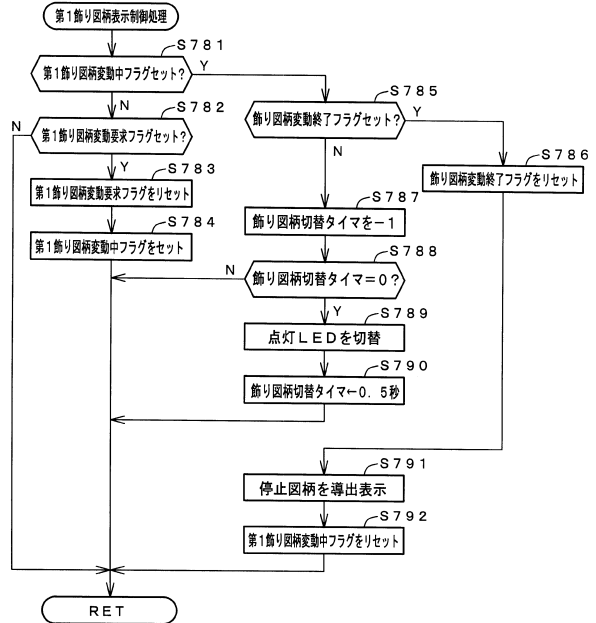 第1飾り図柄表示制御処理
S781
第1飾り図柄変動中フラグセット?
Y
N
S782
第1飾り図柄変動要求フラグセット?
N
Y
S783
第1飾り図柄変動要求フラグをリセット
S784
第1飾り図柄変動中フラグをセット
S785
飾り図柄変動終了フラグセット?
Y
N
S786
飾り図柄変動終了フラグをリセット
S787
飾り図柄切替タイマを-1
S788
飾り図柄切替タイマ=0?
N
Y
S789
点灯LEDを切替
S790
飾り図柄切替タイマ←0.5秒
S791
停止図柄を導出表示
S792
第1飾り図柄変動中フラグをリセット
RET